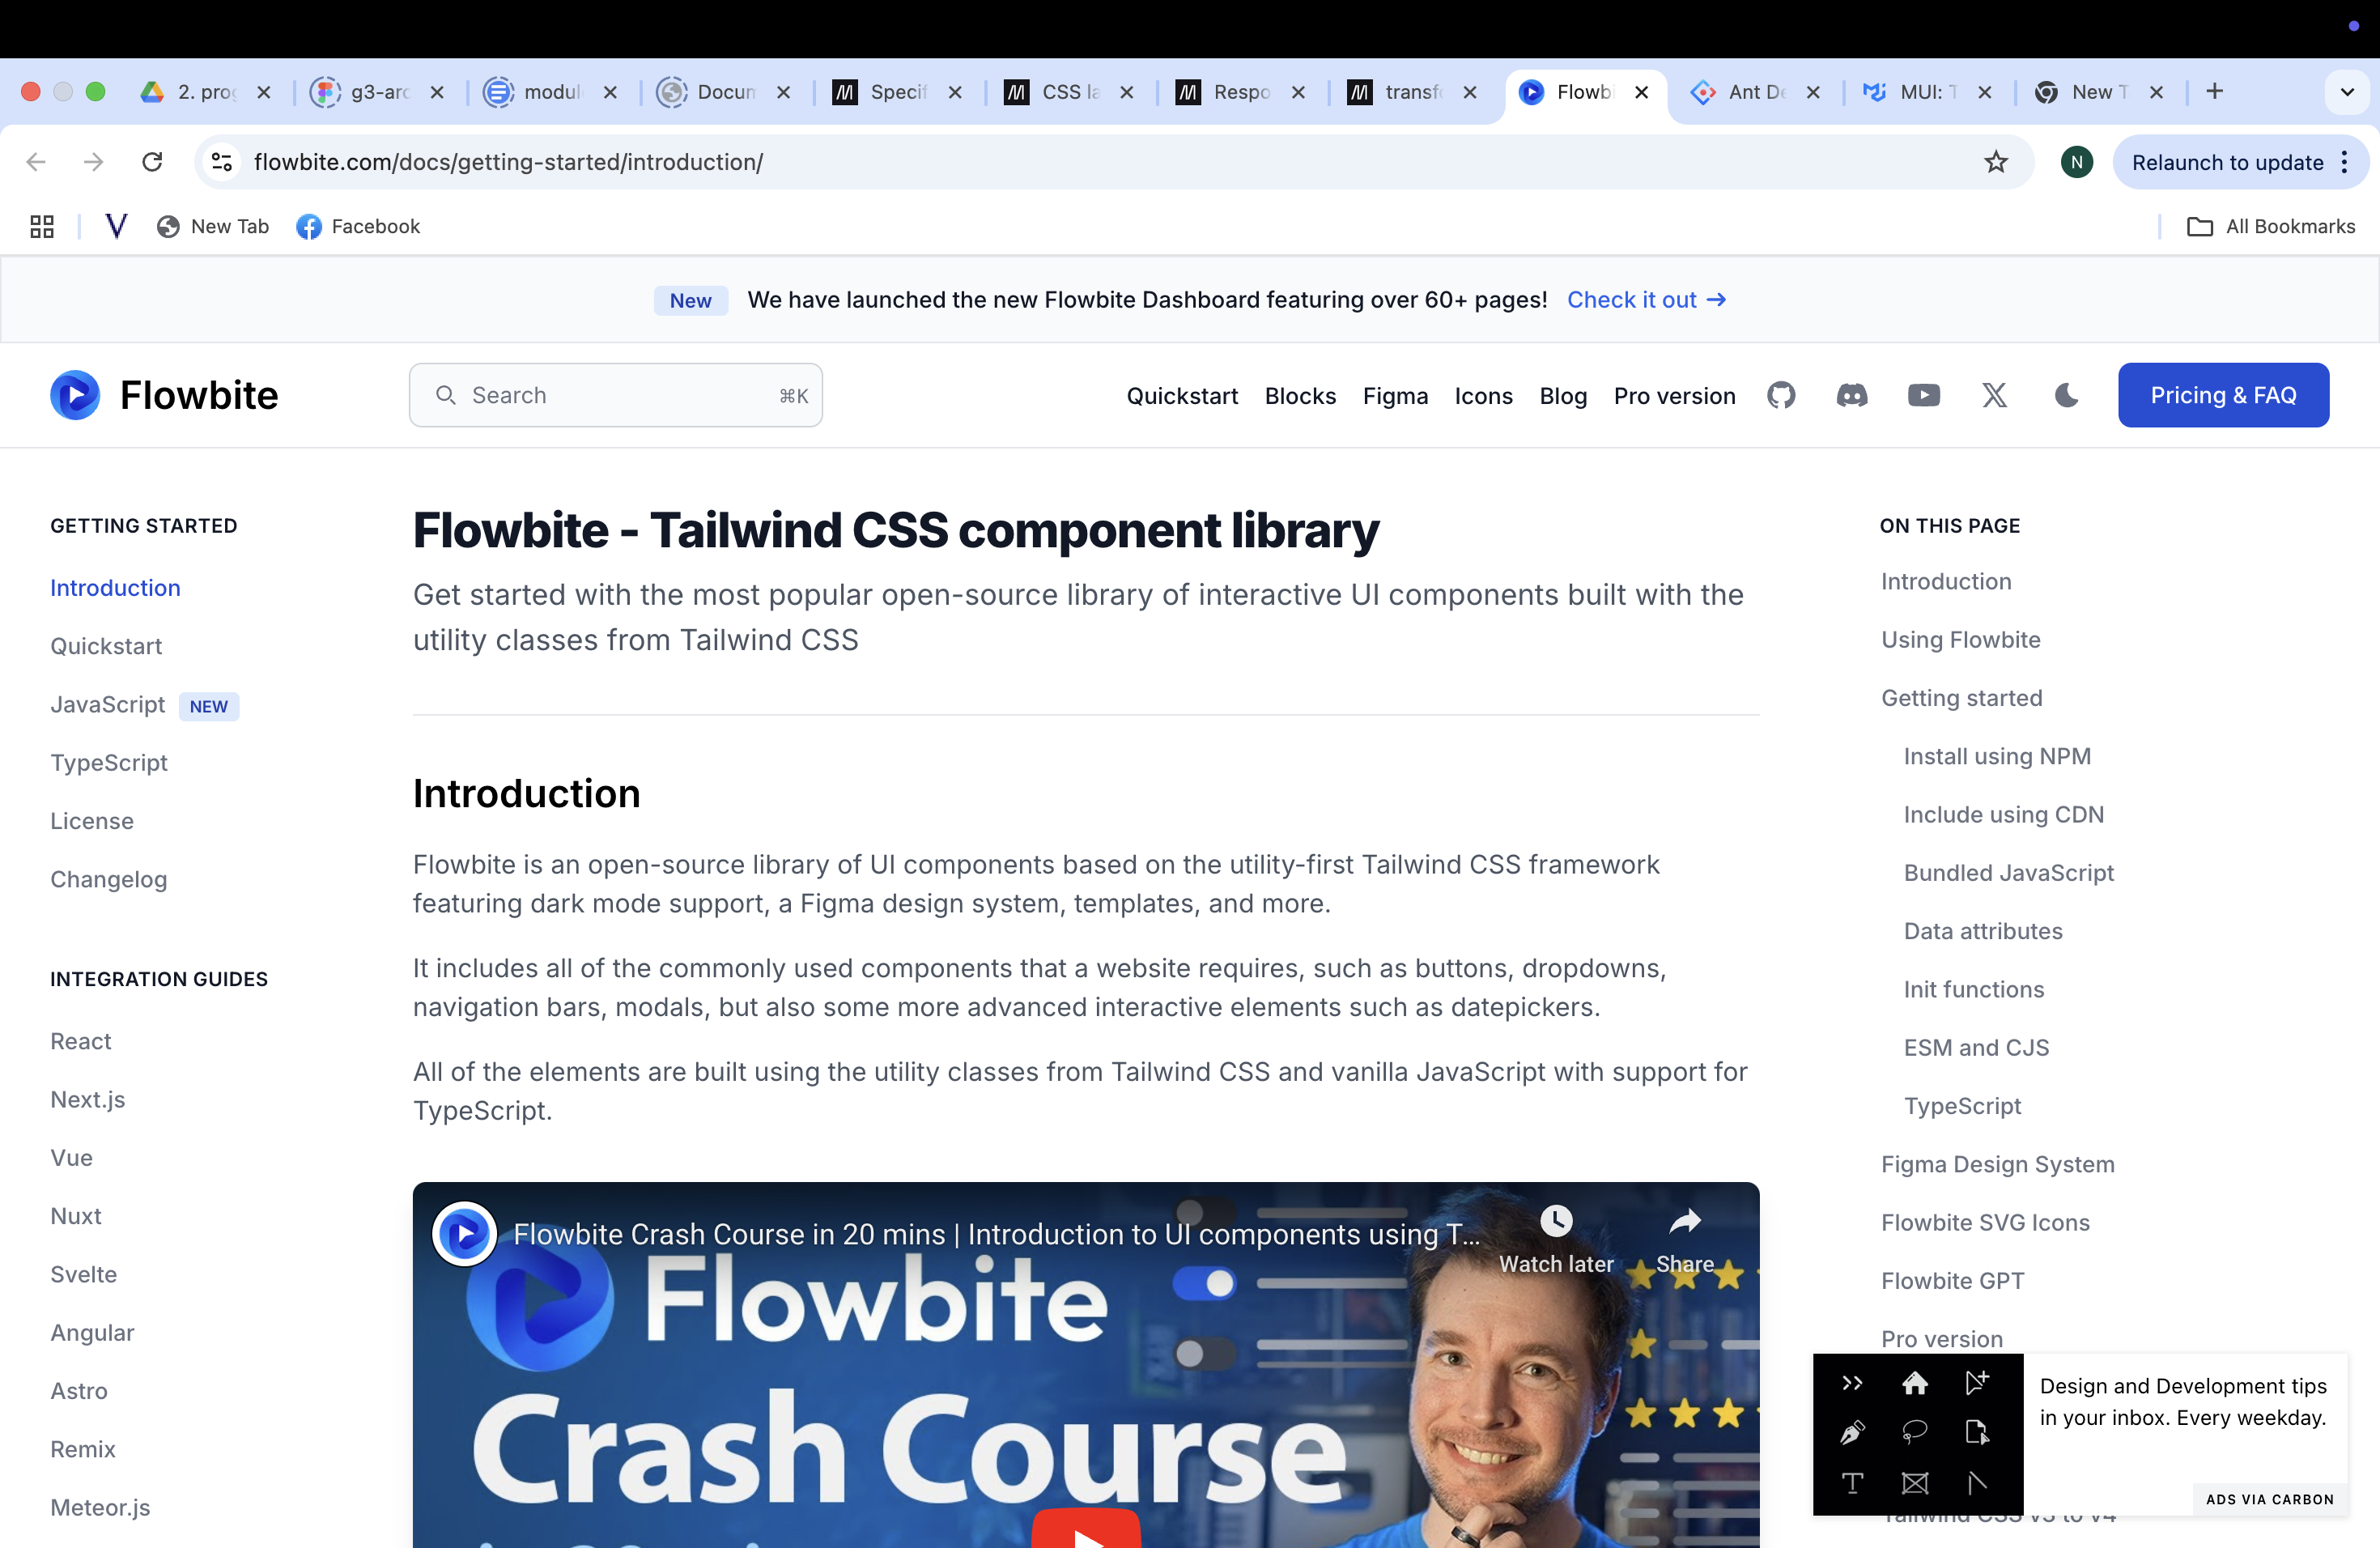 2. prog
g3-arc
modul
Docum
Specif
CSS la
Respo
transfo
Flowbi
Ant De
MUI: T
New T
flowbite.com/docs/getting-started/introduction/
N
Relaunch to update
New Tab
Facebook
All Bookmarks
New We have launched the new Flowbite Dashboard featuring over 60+ pages! Check it out →
Flowbite
Search ⌘K
Quickstart Blocks Figma Icons Blog Pro version
Pricing & FAQ
GETTING STARTED
Introduction
Quickstart
JavaScript NEW
TypeScript
License
Changelog
INTEGRATION GUIDES
React
Next.js
Vue
Nuxt
Svelte
Angular
Astro
Remix
Meteor.js
Flowbite - Tailwind CSS component library
Get started with the most popular open-source library of interactive UI components built with the
utility classes from Tailwind CSS
Introduction
Flowbite is an open-source library of UI components based on the utility-first Tailwind CSS framework
featuring dark mode support, a Figma design system, templates, and more.
It includes all of the commonly used components that a website requires, such as buttons, dropdowns,
navigation bars, modals, but also some more advanced interactive elements such as datepickers.
All of the elements are built using the utility classes from Tailwind CSS and vanilla JavaScript with support for
TypeScript.
Flowbite Crash Course in 20 mins | Introduction to UI components using T...
Watch later
Share
Flowbite
Crash Course
ON THIS PAGE
Introduction
Using Flowbite
Getting started
Install using NPM
Include using CDN
Bundled JavaScript
Data attributes
Init functions
ESM and CJS
TypeScript
Figma Design System
Flowbite SVG Icons
Flowbite GPT
Pro version
Design and Development tips
in your inbox. Every weekday.
ADS VIA CARBON
Tailwind CSS v3 to v4